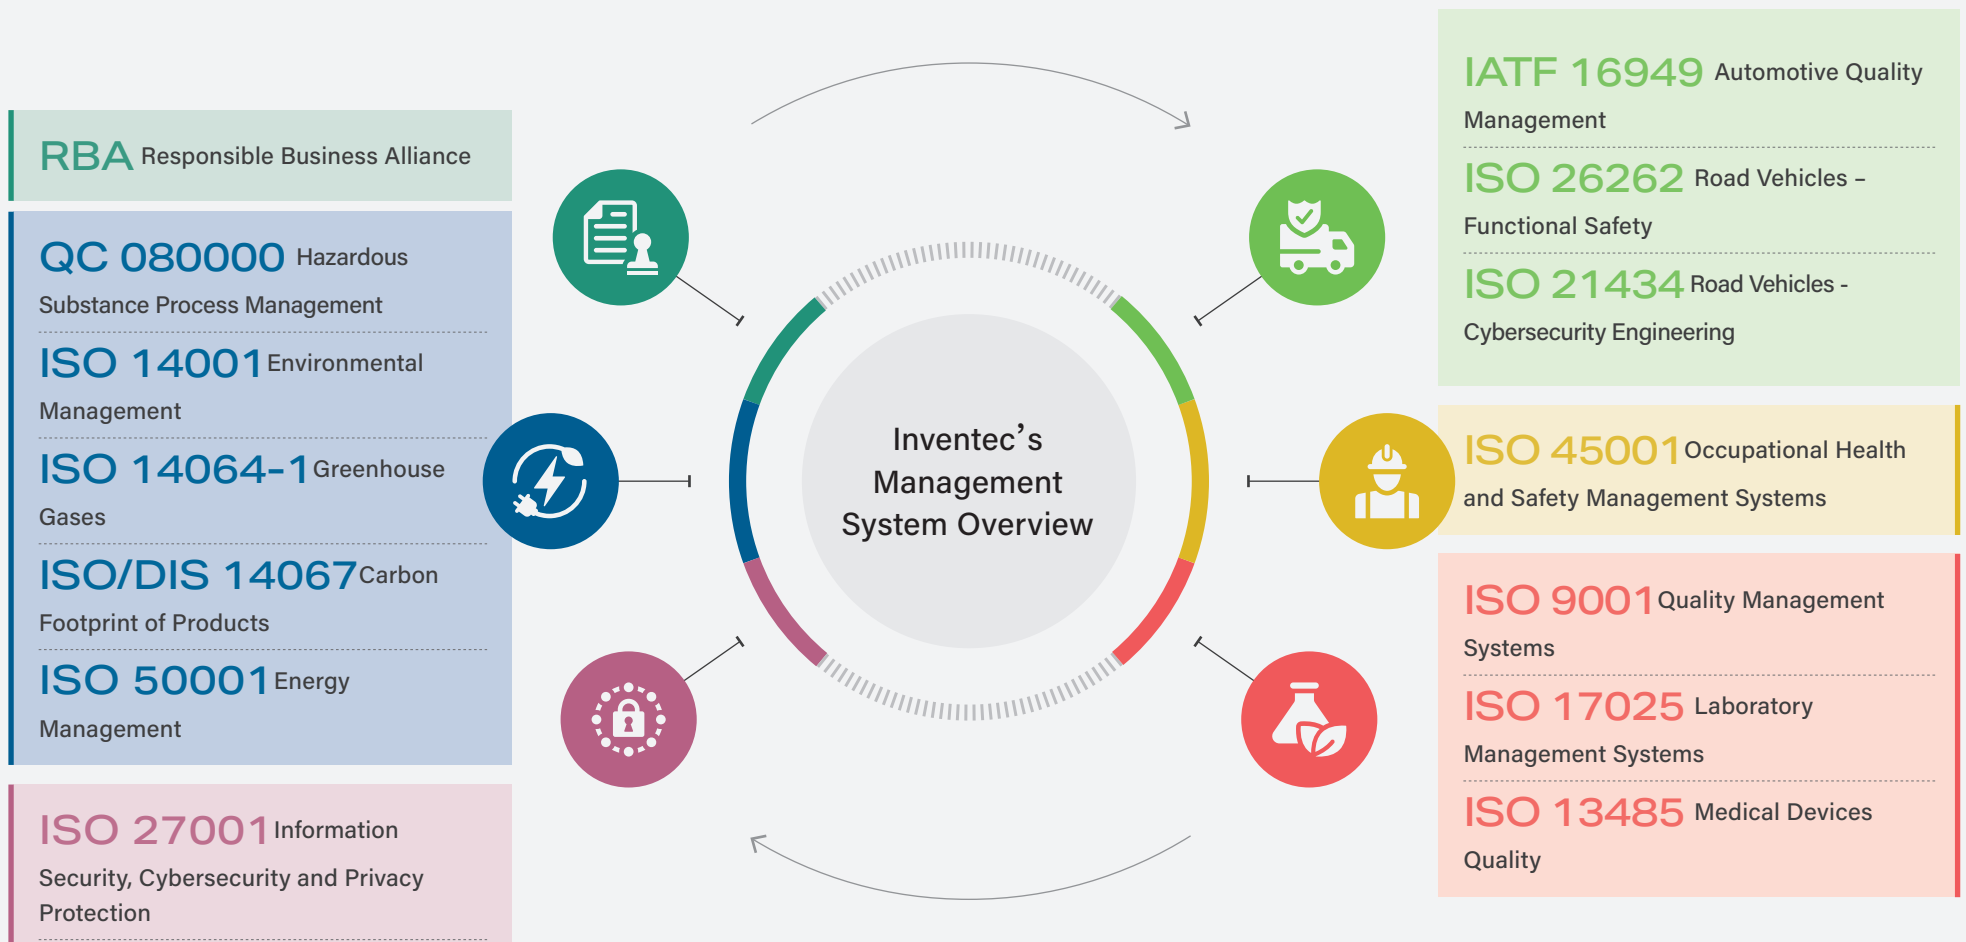 RBA Responsible Business Alliance
QC 080000 Hazardous
Substance Process Management
ISO 14001 Environmental
Management
ISO 14064-1 Greenhouse
Gases
ISO/DIS 14067 Carbon
Footprint of Products
ISO 50001 Energy
Management
ISO 27001 Information
Security, Cybersecurity and Privacy
Protection
Inventec’s
Management
System Overview
IATF 16949 Automotive Quality
Management
ISO 26262 Road Vehicles –
Functional Safety
ISO 21434 Road Vehicles -
Cybersecurity Engineering
ISO 45001 Occupational Health
and Safety Management Systems
ISO 9001 Quality Management
Systems
ISO 17025 Laboratory
Management Systems
ISO 13485 Medical Devices
Quality